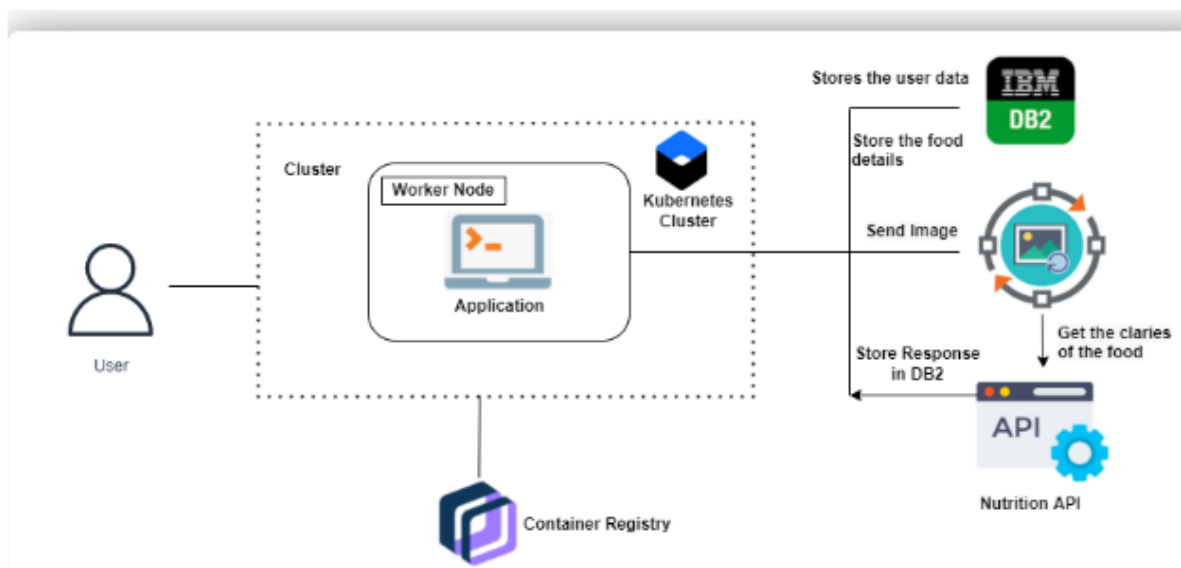 Stores the user data
IBM
DB2
Store the food
details
Cluster
Worker Node
Kubernetes
Cluster
Send Image
Application
User
Get the claries
of the food
Store Response
in DB2
API
Nutrition API
Container Registry